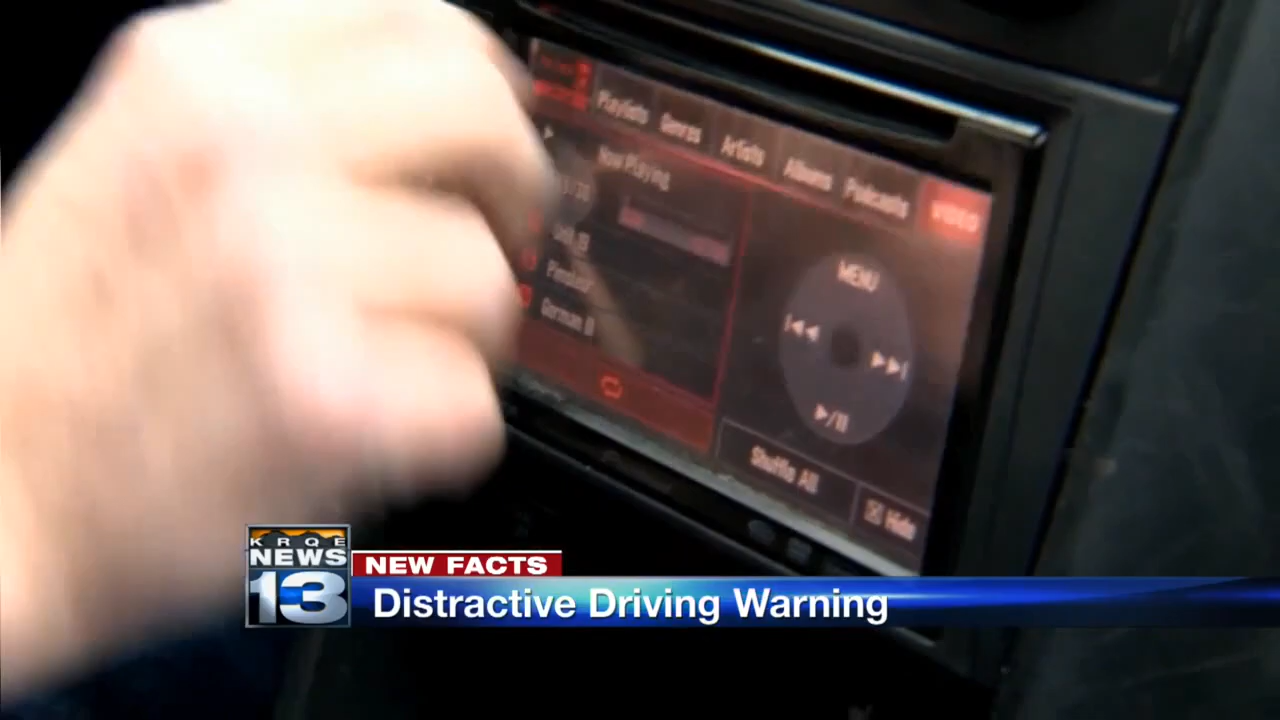 Playlists Genres Artists Albums Podcasts VIDEO
Now Playing
MENU
German B
Shuffle All
Hide
KRQE
NEWS
13
NEW FACTS
Distractive Driving Warning